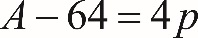 A − 64 = 4p